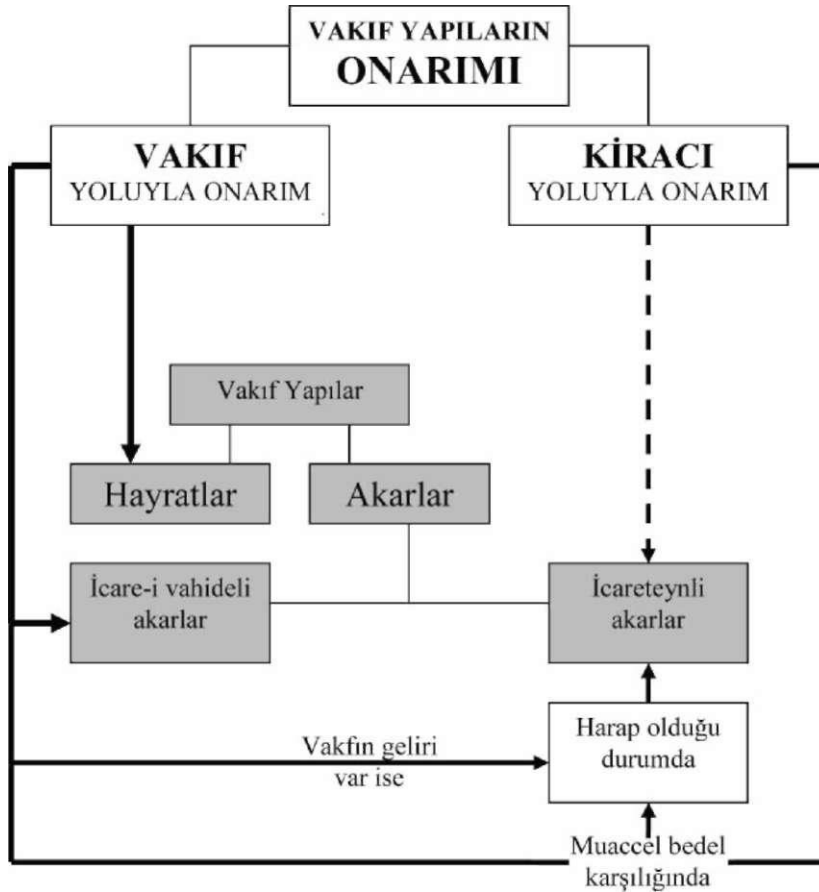 VAKIF YAPILARIN
ONARIMI
VAKIF
YOLUYLA ONARIM
KİRACI
YOLUYLA ONARIM
Vakıf Yapılar
Hayratlar
Akarlar
İcare-i vahideli
akarlar
İcareteynli
akarlar
Vakfın geliri
var ise
Harap olduğu
durumda
Muaccel bedel
karşılığında